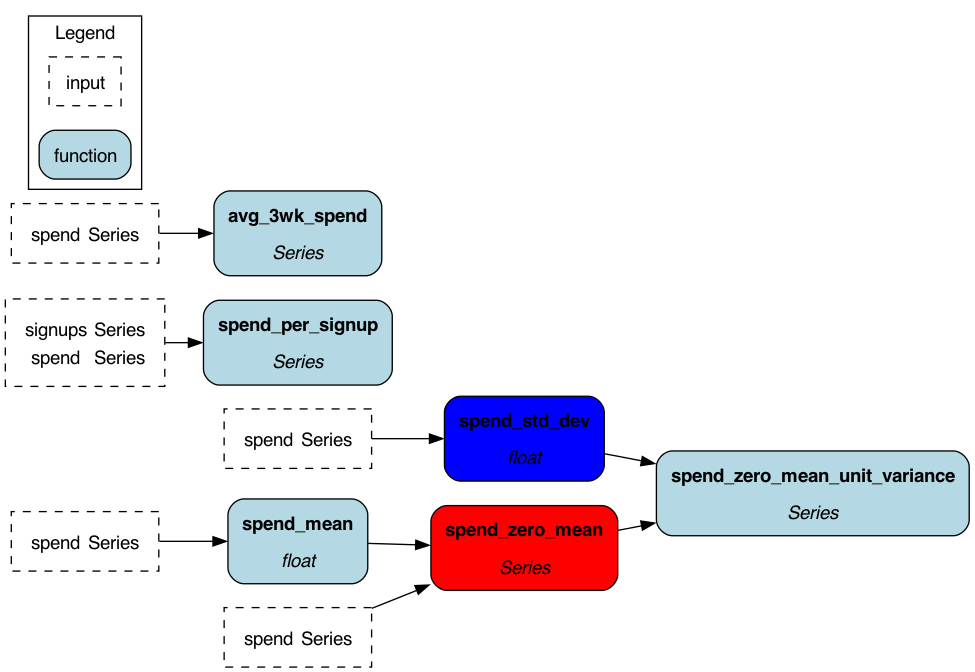 Legend
input
function
spend Series
avg_3wk_spend
Series
signups Series
spend Series
spend_per_signup
Series
spend Series
spend_std_dev
float
spend_zero_mean_unit_variance
Series
spend Series
spend_mean
float
spend_zero_mean
Series
spend Series